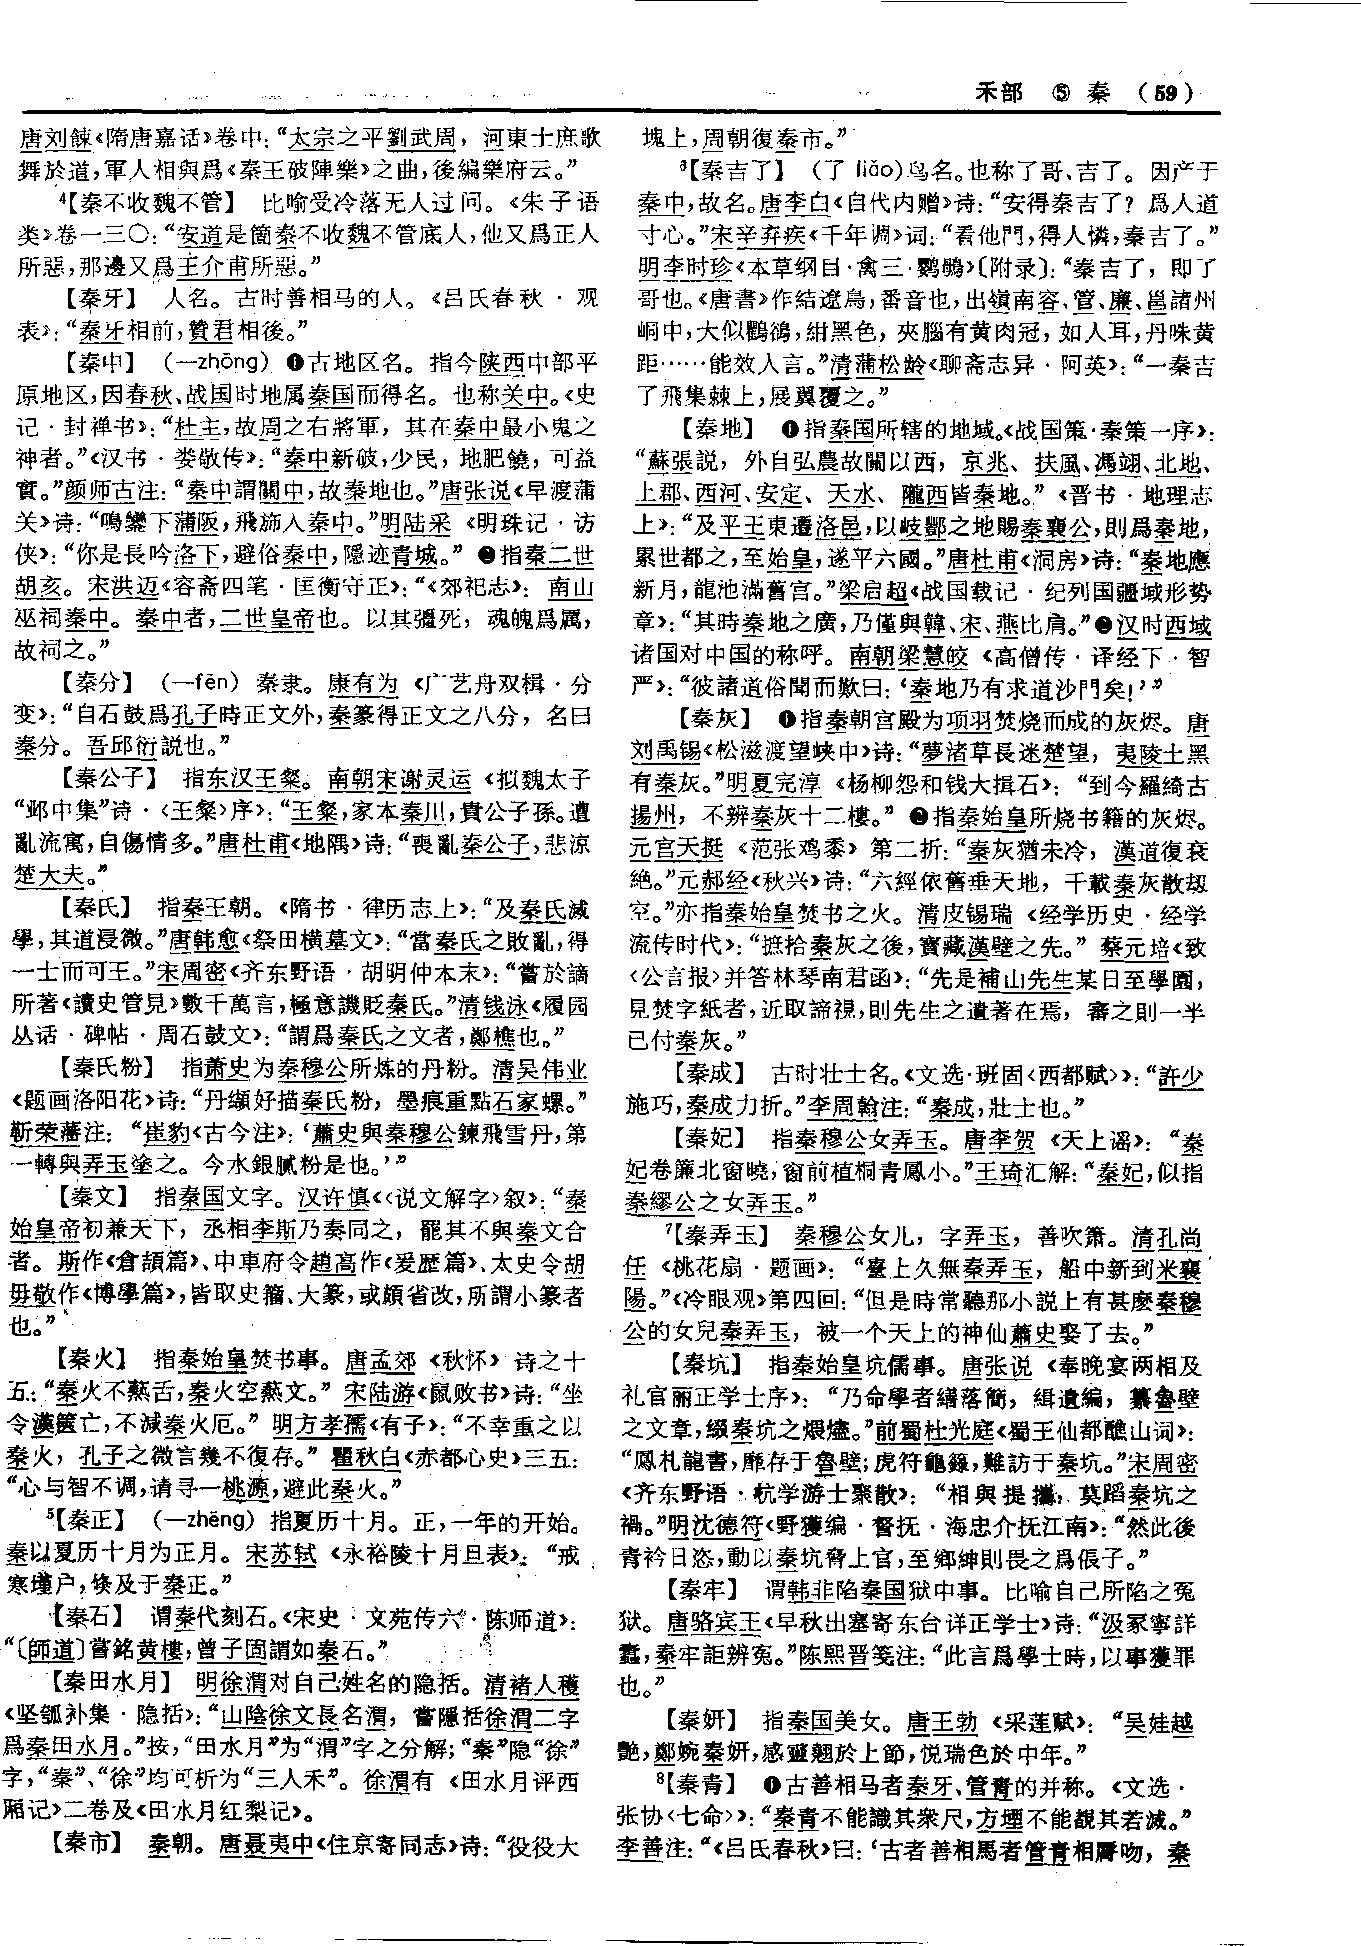 禾部 ⑤ 秦 （59）
唐刘餗《隋唐嘉话》卷中：“太宗之平劉武周，河東士庶歌
舞於道，軍人相與爲《秦王破陣樂》之曲，後編樂府云。”
⁴【秦不收魏不管】 比喻受冷落无人过问。《朱子语
类》卷一三〇：“安道是箇秦不收魏不管底人，他又爲正人
所惡，那邊又爲王介甫所惡。”
【秦牙】 人名。古时善相马的人。《吕氏春秋·观
表》：“秦牙相前，贊君相後。”
【秦中】 （—zhōng） ❶古地区名。指今陕西中部平
原地区，因春秋、战国时地属秦国而得名。也称关中。《史
记·封禅书》：“杜主，故周之右將軍，其在秦中最小鬼之
神者。”《汉书·娄敬传》：“秦中新破，少民，地肥饒，可益
實。”颜师古注：“秦中謂關中，故秦地也。”唐张说《早渡蒲
关》诗：“鳴鑾下蒲阪，飛斾入秦中。”明陆采《明珠记·访
侠》：“你是長吟洛下，避俗秦中，隱迹青城。” ❷指秦二世
胡亥。宋洪迈《容斋四笔·匡衡守正》：“《郊祀志》：南山
巫祠秦中。秦中者，二世皇帝也。以其彊死，魂魄爲厲，
故祠之。”
【秦分】 （—fēn） 秦隶。康有为《广艺舟双楫·分
变》：“自石鼓爲孔子時正文外，秦篆得正文之八分，名曰
秦分。吾邱衍説也。”
【秦公子】 指东汉王粲。南朝宋谢灵运《拟魏太子
“邺中集”诗·〈王粲〉序》：“王粲，家本秦川，貴公子孫。遭
亂流寓，自傷情多。”唐杜甫《地隅》诗：“喪亂秦公子，悲涼
楚大夫。”
【秦氏】 指秦王朝。《隋书·律历志上》：“及秦氏滅
學，其道浸微。”唐韩愈《祭田横墓文》：“當秦氏之敗亂，得
一士而可王。”宋周密《齐东野语·胡明仲本末》：“嘗於謫
所著《讀史管見》數千萬言，極意譏貶秦氏。”清钱泳《履园
丛话·碑帖·周石鼓文》：“謂爲秦氏之文者，鄭樵也。”
【秦氏粉】 指萧史为秦穆公所炼的丹粉。清吴伟业
《题画洛阳花》诗：“丹纈好描秦氏粉，墨痕重點石家螺。”
靳荣藩注：“崔豹《古今注》：‘蕭史與秦穆公鍊飛雪丹，第
一轉與弄玉塗之。今水銀膩粉是也。’”
【秦文】 指秦国文字。汉许慎《〈说文解字〉叙》：“秦
始皇帝初兼天下，丞相李斯乃奏同之，罷其不與秦文合
者。斯作《倉頡篇》、中車府令趙高作《爰歷篇》、太史令胡
毋敬作《博學篇》，皆取史籀、大篆，或頗省改，所謂小篆者
也。”
【秦火】 指秦始皇焚书事。唐孟郊《秋怀》诗之十
五：“秦火不爇舌，秦火空爇文。” 宋陆游《鼠败书》诗：“坐
令漢篋亡，不減秦火厄。” 明方孝孺《有子》：“不幸重之以
秦火，孔子之微言幾不復存。” 瞿秋白《赤都心史》三五：
“心与智不调，请寻一桃源，避此秦火。”
⁵【秦正】 （—zhēng）指夏历十月。正，一年的开始。
秦以夏历十月为正月。宋苏轼《永裕陵十月旦表》：“戒
寒墐户，倏及于秦正。”
【秦石】 谓秦代刻石。《宋史·文苑传六·陈师道》：
“〔師道〕嘗銘黄樓，曾子固謂如秦石。”
【秦田水月】 明徐渭对自己姓名的隐括。清褚人穫
《坚瓠补集·隐括》：“山陰徐文長名渭，嘗隱括徐渭二字
爲秦田水月。”按，“田水月”为“渭”字之分解；“秦”隐“徐”
字，“秦”、“徐”均可析为“三人禾”。徐渭有《田水月评西
厢记》二卷及《田水月红梨记》。
【秦市】 秦朝。唐聂夷中《住京寄同志》诗：“役役大
塊上，周朝復秦市。”
⁶【秦吉了】 （了 liǎo）鸟名。也称了哥、吉了。因产于
秦中，故名。唐李白《自代内赠》诗：“安得秦吉了？爲人道
寸心。”宋辛弃疾《千年调》词：“看他門，得人憐，秦吉了。”
明李时珍《本草纲目·禽三·鹦鹉》〔附录〕：“秦吉了，即了
哥也。《唐書》作結遼鳥，番音也，出嶺南容、管、廉、邕諸州
峒中，大似鸜鵒，紺黑色，夾腦有黄肉冠，如人耳，丹咮黄
距……能效人言。”清蒲松龄《聊斋志异·阿英》：“一秦吉
了飛集棘上，展翼覆之。”
【秦地】 ❶指秦国所辖的地域。《战国策·秦策一序》：
“蘇張説，外自弘農故關以西，京兆、扶風、馮翊、北地、
上郡、西河、安定、天水、隴西皆秦地。”《晋书·地理志
上》：“及平王東遷洛邑，以岐酆之地賜秦襄公，則爲秦地，
累世都之，至始皇，遂平六國。”唐杜甫《洞房》诗：“秦地應
新月，龍池滿舊宫。”梁启超《战国载记·纪列国疆域形势
章》：“其時秦地之廣，乃僅與韓、宋、燕比肩。”❷汉时西域
诸国对中国的称呼。南朝梁慧皎《高僧传·译经下·智
严》：“彼諸道俗聞而歎曰：‘秦地乃有求道沙門矣！’”
【秦灰】 ❶指秦朝宫殿为项羽焚烧而成的灰烬。唐
刘禹锡《松滋渡望峡中》诗：“夢渚草長迷楚望，夷陵土黑
有秦灰。”明夏完淳《杨柳怨和钱大揖石》：“到今羅綺古
揚州，不辨秦灰十二樓。” ❷指秦始皇所烧书籍的灰烬。
元宫天挺《范张鸡黍》第二折：“秦灰猶未冷，漢道復衰
絶。”元郝经《秋兴》诗：“六經依舊垂天地，千載秦灰散刼
空。”亦指秦始皇焚书之火。清皮锡瑞《经学历史·经学
流传时代》：“摭拾秦灰之後，寶藏漢壁之先。” 蔡元培《致
〈公言报〉并答林琴南君函》：“先是補山先生某日至學園，
見焚字紙者，近取諦視，則先生之遺著在焉，審之則一半
已付秦灰。”
【秦成】 古时壮士名。《文选·班固〈西都赋〉》：“許少
施巧，秦成力折。”李周翰注：“秦成，壯士也。”
【秦妃】 指秦穆公女弄玉。唐李贺《天上谣》：“秦
妃卷簾北窗曉，窗前植桐青鳳小。”王琦汇解：“秦妃，似指
秦繆公之女弄玉。”
⁷【秦弄玉】 秦穆公女儿，字弄玉，善吹箫。清孔尚
任《桃花扇·题画》：“臺上久無秦弄玉，船中新到米襄
陽。”《冷眼观》第四回：“但是時常聽那小説上有甚麽秦穆
公的女兒秦弄玉，被一个天上的神仙蕭史娶了去。”
【秦坑】 指秦始皇坑儒事。唐张说《奉晚宴两相及
礼官丽正学士序》：“乃命學者繕落簡，緝遺編，纂魯壁
之文章，綴秦坑之煨燼。”前蜀杜光庭《蜀王仙都醮山词》：
“鳳札龍書，靡存于魯壁；虎符龜籙，難訪于秦坑。”宋周密
《齐东野语·杭学游士聚散》：“相與提攜，莫蹈秦坑之
禍。”明沈德符《野獲编·督抚·海忠介抚江南》：“然此後
青衿日恣，動以秦坑脅上官，至鄉紳則畏之爲倀子。”
【秦牢】 谓韩非陷秦国狱中事。比喻自己所陷之冤
狱。唐骆宾王《早秋出塞寄东台详正学士》诗：“汲冢寧詳
蠹，秦牢詎辨冤。”陈熙晋笺注：“此言爲學士時，以事獲罪
也。”
【秦妍】 指秦国美女。唐王勃《采莲赋》：“吴娃越
艶，鄭婉秦妍，感靈翹於上節，悦瑞色於中年。”
⁸【秦青】 ❶古善相马者秦牙、管青的并称。《文选·
张协〈七命〉》：“秦青不能識其衆尺，方堙不能覩其若滅。”
李善注：“《吕氏春秋》曰：‘古者善相馬者管青相脣吻，秦